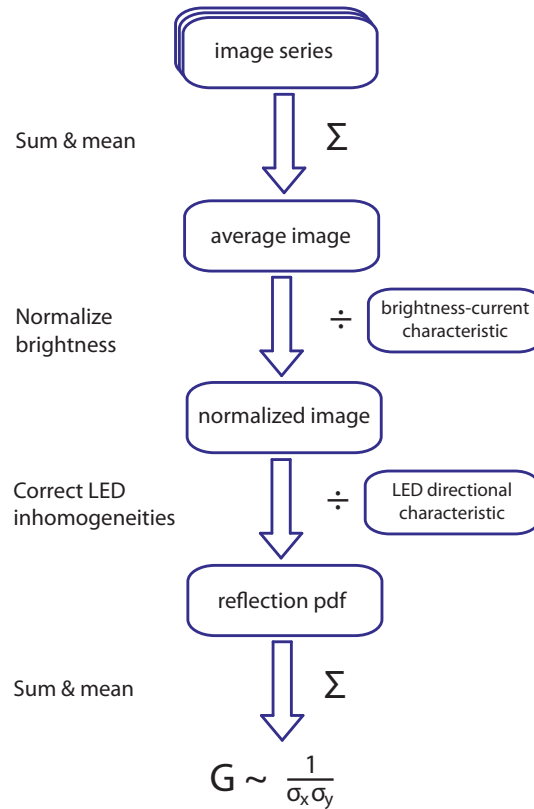 image series
Sum & mean
Σ
average image
Normalize
brightness
÷
brightness-current
characteristic
normalized image
Correct LED
inhomogeneities
÷
LED directional
characteristic
reflection pdf
Sum & mean
Σ
G ~ 1
σxσy